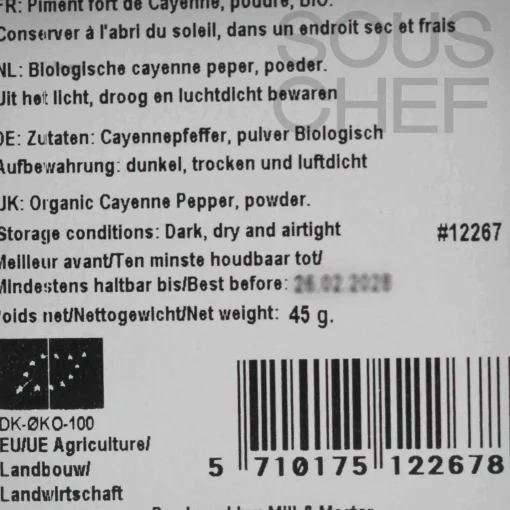 FR: Piment fort de Cayenne, poudre, BIO.
Conserver à l'abri du soleil, dans un endroit sec et frais
SOUS
CHEF
NL: Biologische cayenne peper, poeder.
Uit het licht, droog en luchtdicht bewaren
DE: Zutaten: Cayennepfeffer, pulver Biologisch
Aufbewahrung: dunkel, trocken und luftdicht
UK: Organic Cayenne Pepper, powder.
Storage conditions: Dark, dry and airtight
#12267
Meilleur avant/Ten minste houdbaar tot/
Mindestens haltbar bis/Best before:
Poids net/Nettogewicht/Net weight: 45 g.
DK-ØKO-100
EU/UE Agriculture/
Landbouw/
Landwirtschaft
5 710175 122678